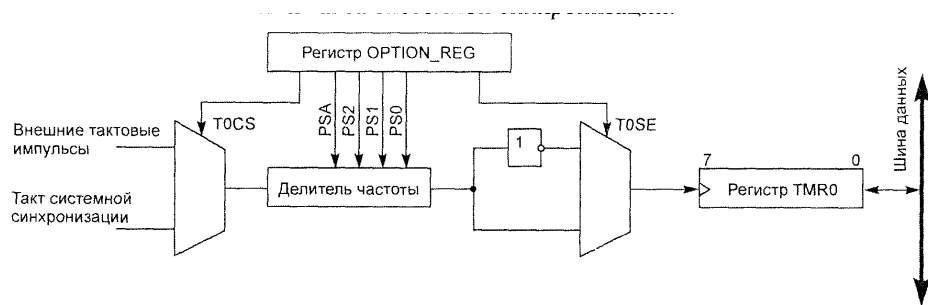 Регистр OPTION_REG
T0CS
PSA
PS2
PS1
PS0
T0SE
Внешние тактовые
импульсы
1
Делитель частоты
Такт системной
синхронизации
7
0
Регистр TMR0
Шина данных